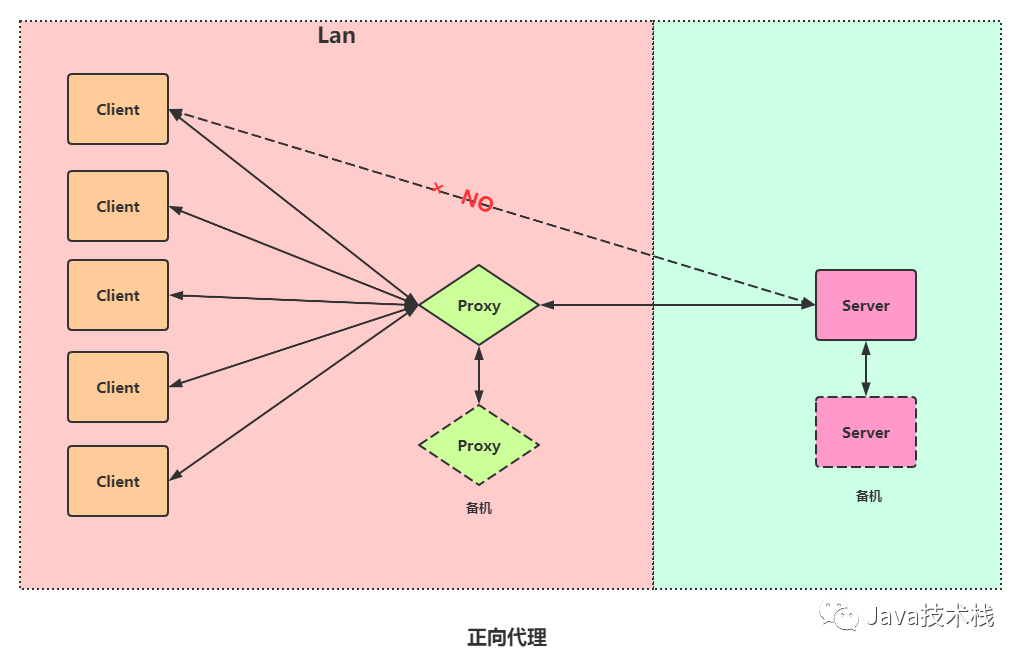 Lan
Client
Client
Client
Client
Client
NO
Proxy
Proxy
备机
Server
Server
备机
Java技术栈
正向代理